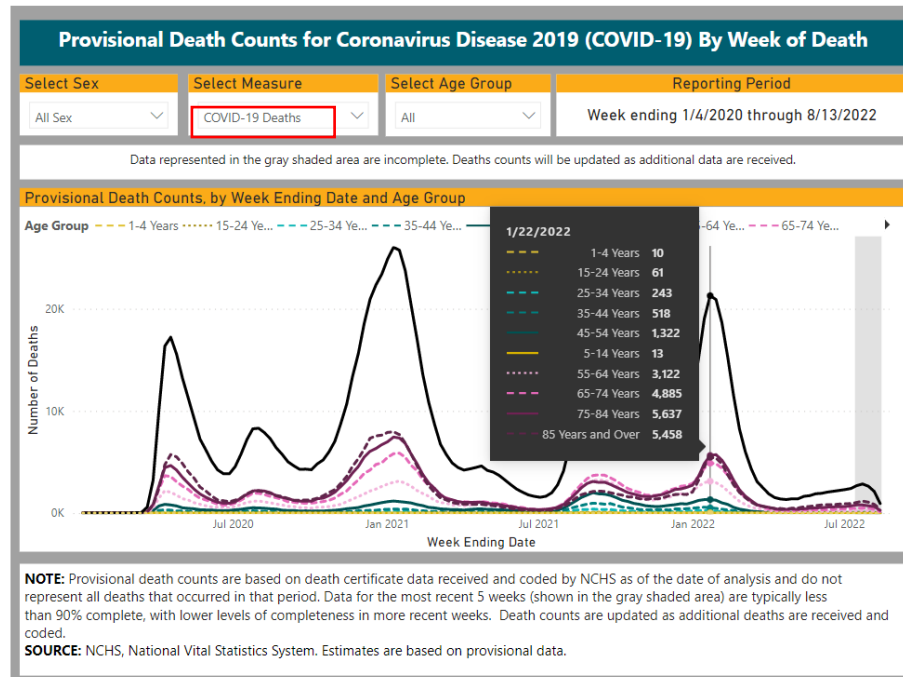 Provisional Death Counts for Coronavirus Disease 2019 (COVID-19) By Week of Death
Select Sex
All Sex
Select Measure
COVID-19 Deaths
Select Age Group
All
Reporting Period
Week ending 1/4/2020 through 8/13/2022
Data represented in the gray shaded area are incomplete. Deaths counts will be updated as additional data are received.
Provisional Death Counts, by Week Ending Date and Age Group
Age Group 1-4 Years 15-24 Ye... 25-34 Ye... 35-44 Ye... -64 Ye... 65-74 Ye...
1/22/2022
1-4 Years 10
15-24 Years 61
25-34 Years 243
35-44 Years 518
45-54 Years 1,322
5-14 Years 13
55-64 Years 3,122
65-74 Years 4,885
75-84 Years 5,637
85 Years and Over 5,458
Number of Deaths
20K
10K
0K
Jul 2020 Jan 2021 Jul 2021 Jan 2022 Jul 2022
Week Ending Date
NOTE: Provisional death counts are based on death certificate data received and coded by NCHS as of the date of analysis and do not
represent all deaths that occurred in that period. Data for the most recent 5 weeks (shown in the gray shaded area) are typically less
than 90% complete, with lower levels of completeness in more recent weeks. Death counts are updated as additional deaths are received and
coded.
SOURCE: NCHS, National Vital Statistics System. Estimates are based on provisional data.